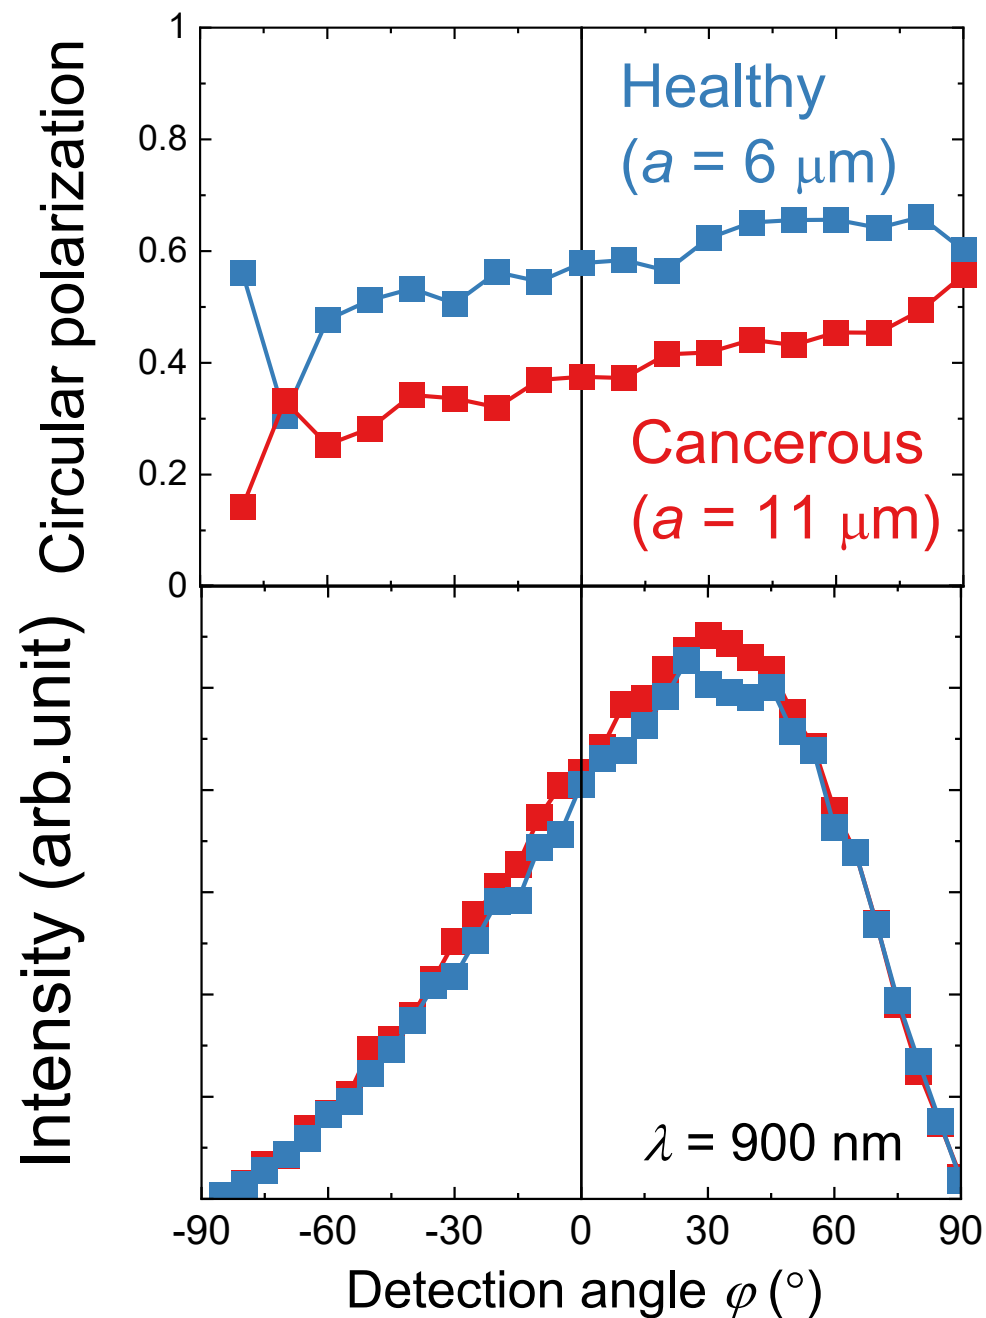 1
0.8
0.6
0.4
0.2
0
Circular polarization
Healthy
(a = 6 μm)
Cancerous
(a = 11 μm)
Intensity (arb.unit)
λ = 900 nm
-90 -60 -30 0 30 60 90
Detection angle φ (°)